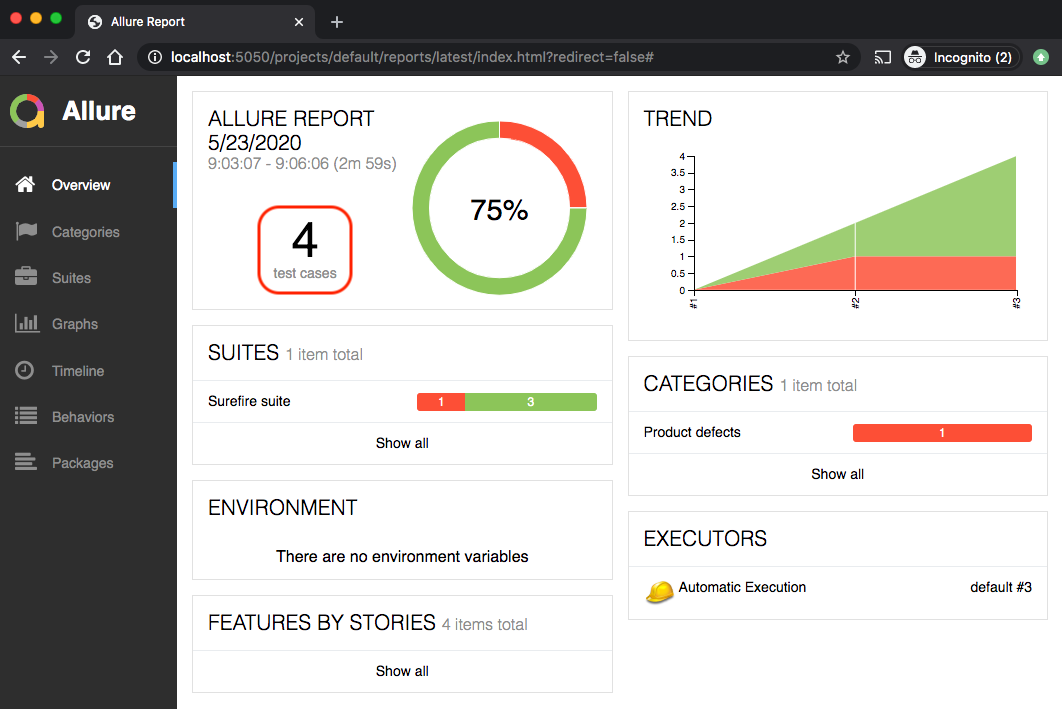 Allure Report
localhost:5050/projects/default/reports/latest/index.html?redirect=false#
Incognito (2)
Allure
Overview
Categories
Suites
Graphs
Timeline
Behaviors
Packages
ALLURE REPORT
5/23/2020
9:03:07 - 9:06:06 (2m 59s)
4
test cases
75%
SUITES 1 item total
Surefire suite 1 3
Show all
ENVIRONMENT
There are no environment variables
FEATURES BY STORIES 4 items total
Show all
TREND
4
3.5
3
2.5
2
1.5
1
0.5
0
#1 #2 #3
CATEGORIES 1 item total
Product defects 1
Show all
EXECUTORS
Automatic Execution default #3